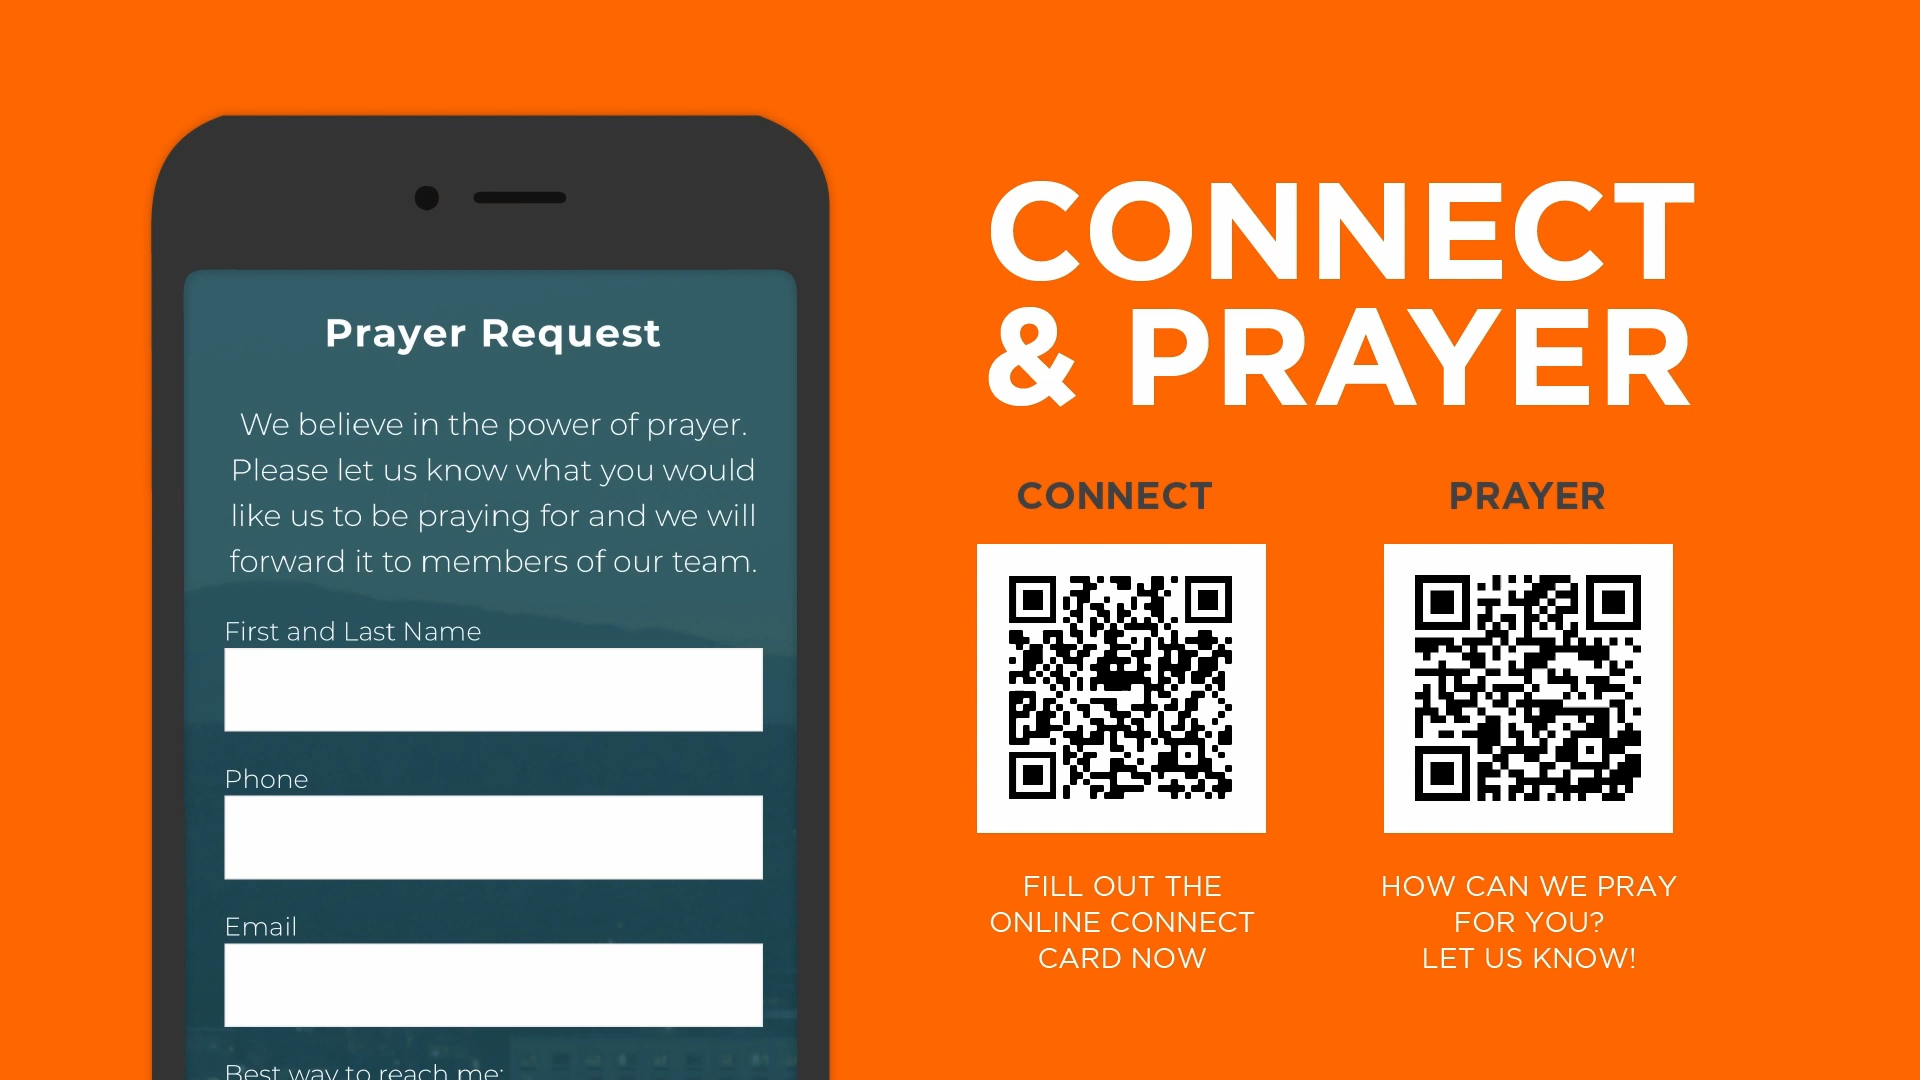 Prayer Request
We believe in the power of prayer.
Please let us know what you would
like us to be praying for and we will
forward it to members of our team.
First and Last Name
Phone
Email
Best way to reach me:
CONNECT
& PRAYER
CONNECT
FILL OUT THE
ONLINE CONNECT
CARD NOW
PRAYER
HOW CAN WE PRAY
FOR YOU?
LET US KNOW!